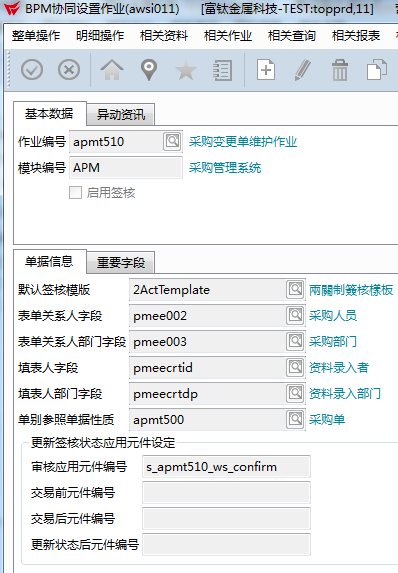 BPM协同设置作业(awsi011) [富钛金属科技-TEST:topprd,11]
整单操作 明细操作 相关资料 相关作业 相关查询 相关报表
基本数据 异动资讯
作业编号 apmt510 采购变更单维护作业
模块编号 APM 采购管理系统
启用签核
单据信息 重要字段
默认签核模版 2ActTemplate 兩關制簽核樣板
表单关系人字段 pmee002 采购人员
表单关系人部门字段 pmee003 采购部门
填表人字段 pmeecrtid 资料录入者
填表人部门字段 pmeecrtdp 资料录入部门
单别参照单据性质 apmt500 采购单
更新签核状态应用元件设定
审核应用元件编号 s_apmt510_ws_confirm
交易前元件编号
交易后元件编号
更新状态后元件编号